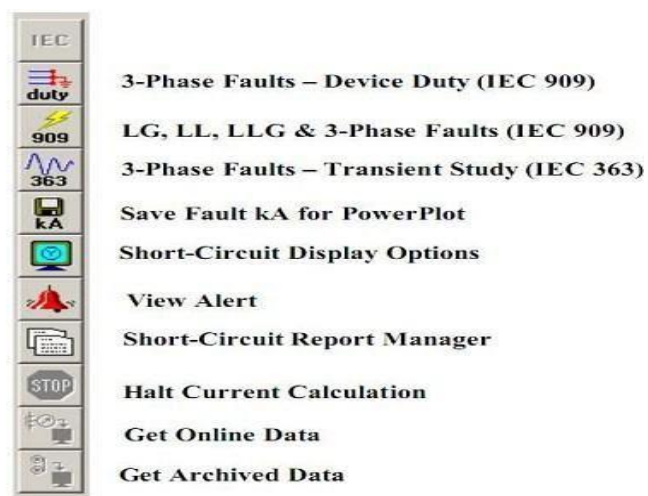 IEC
duty 3-Phase Faults – Device Duty (IEC 909)
909 LG, LL, LLG & 3-Phase Faults (IEC 909)
363 3-Phase Faults – Transient Study (IEC 363)
kA Save Fault kA for PowerPlot
Short-Circuit Display Options
View Alert
Short-Circuit Report Manager
STOP Halt Current Calculation
Get Online Data
Get Archived Data